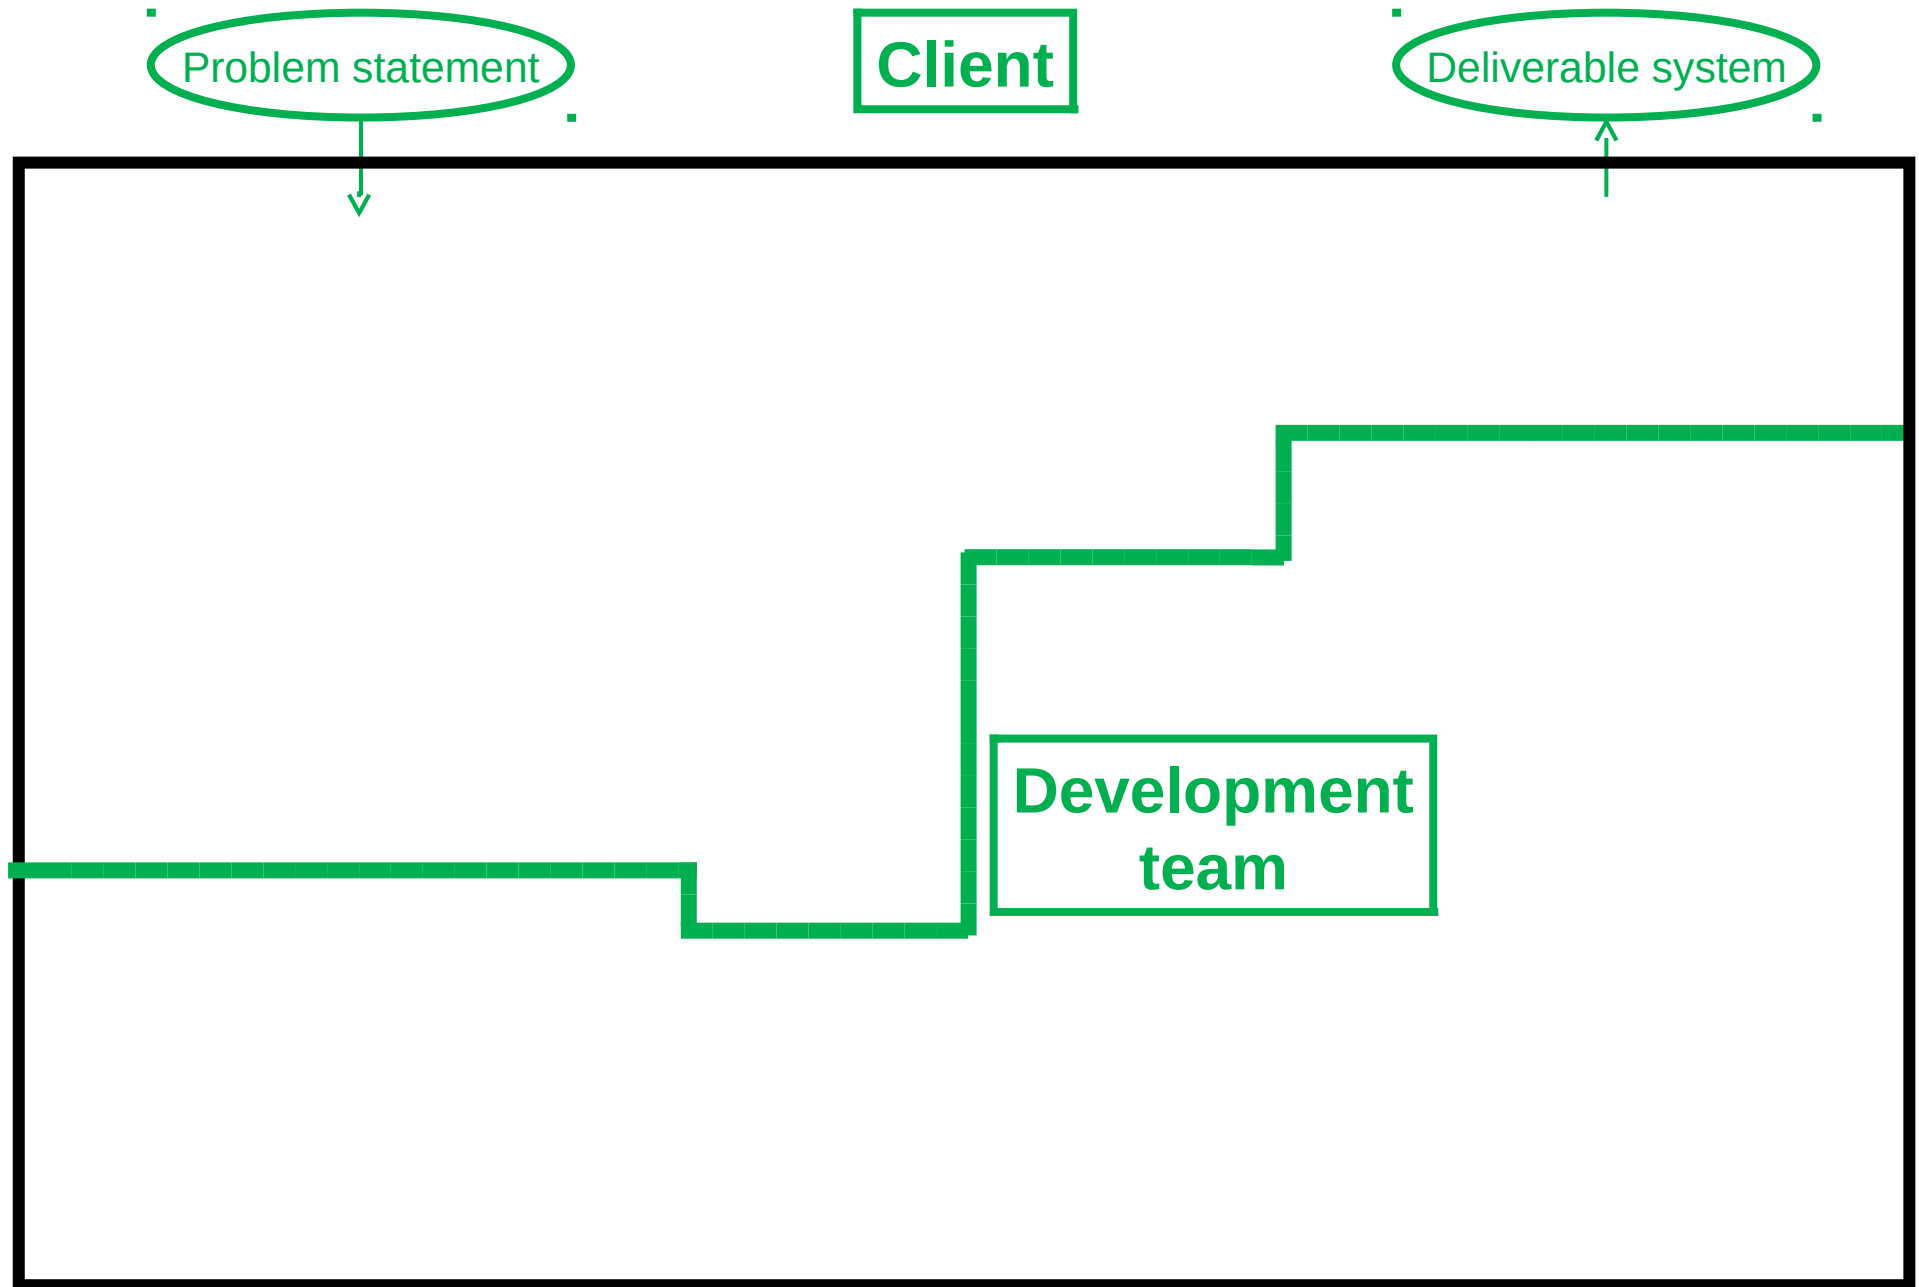 Problem statement
Client
Deliverable system
Development
team